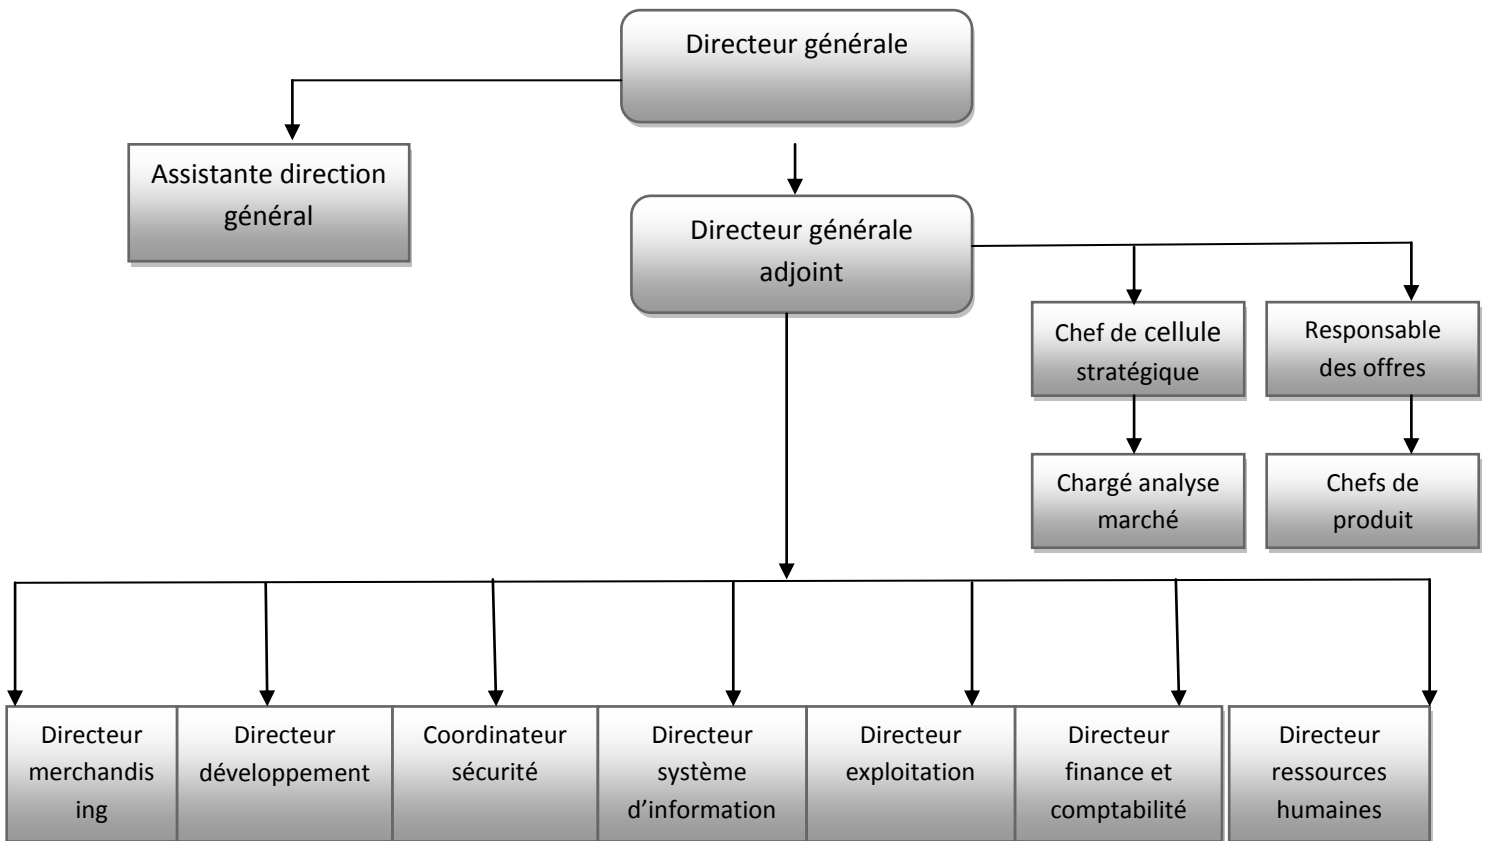 Directeur générale
Assistante direction
général
Directeur générale
adjoint
Chef de cellule
stratégique
Responsable
des offres
Chargé analyse
marché
Chefs de
produit
Directeur
merchandis
ing
Directeur
développement
Coordinateur
sécurité
Directeur
système
d’information
Directeur
exploitation
Directeur
finance et
comptabilité
Directeur
ressources
humaines